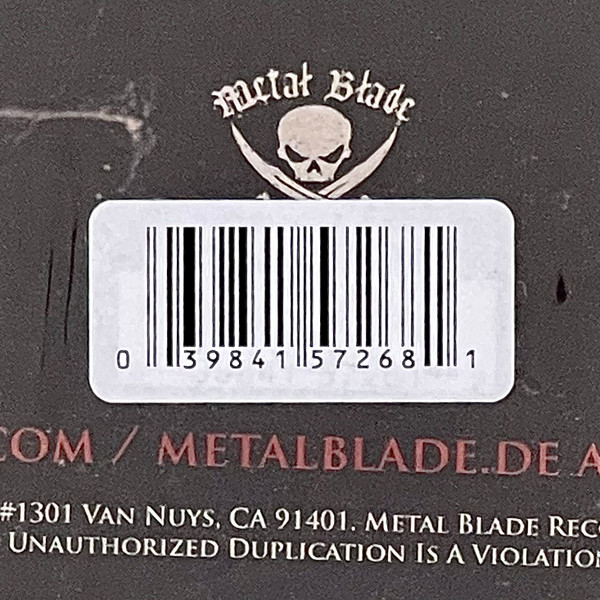 Metal Blade
0 39841 57268 1
COM / METALBLADE.DE A
#1301 VAN NUYS, CA 91401. METAL BLADE REC
UNAUTHORIZED DUPLICATION IS A VIOLATION